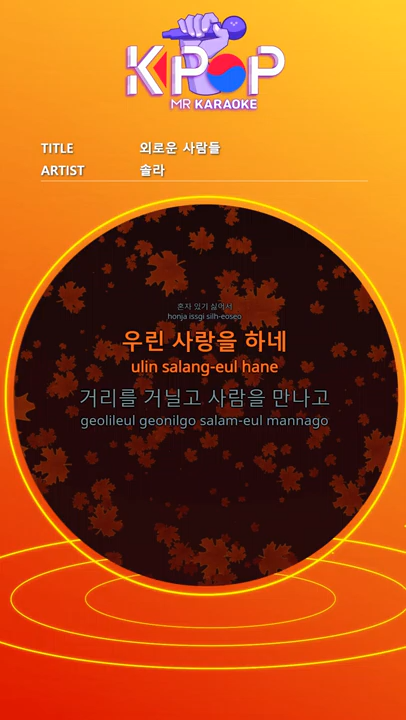 KPOP
MR KARAOKE
TITLE 외로운 사람들
ARTIST 솔라
혼자 있기 싫어서
honja issgi silh-eoseo
우린 사랑을 하네
ulin salang-eul hane
거리를 거닐고 사람을 만나고
geolileul geonilgo salam-eul mannago